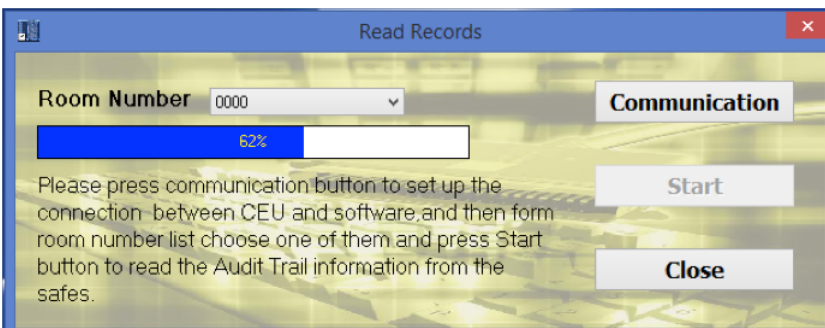 Read Records
Room Number 0000
Communication
62%
Please press communication button to set up the
connection between CEU and software,and then form
room number list choose one of them and press Start
button to read the Audit Trail information from the
safes.
Start
Close